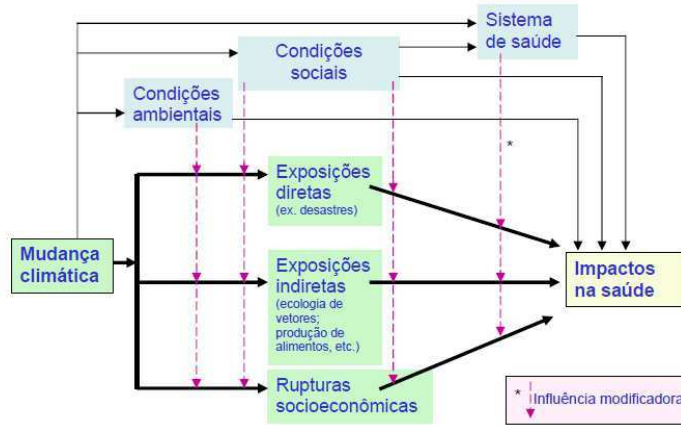 Sistema
de saúde
Condições
sociais
Condições
ambientais
*
Exposições
diretas
(ex. desastres)
Mudança
climática
Exposições
indiretas
(ecologia de
vetores;
produção de
alimentos, etc.)
Impactos
na saúde
Rupturas
socioeconômicas
* Influência modificadora